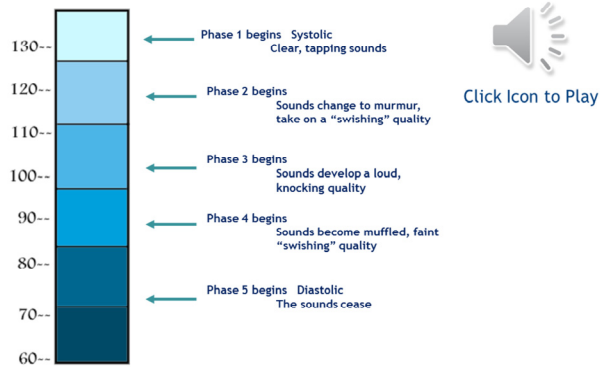 130--
120--
110--
100--
90--
80--
70--
60--
Phase 1 begins Systolic
Clear, tapping sounds
Phase 2 begins
Sounds change to murmur,
take on a “swishing” quality
Phase 3 begins
Sounds develop a loud,
knocking quality
Phase 4 begins
Sounds become muffled, faint
“swishing” quality
Phase 5 begins Diastolic
The sounds cease
Click Icon to Play